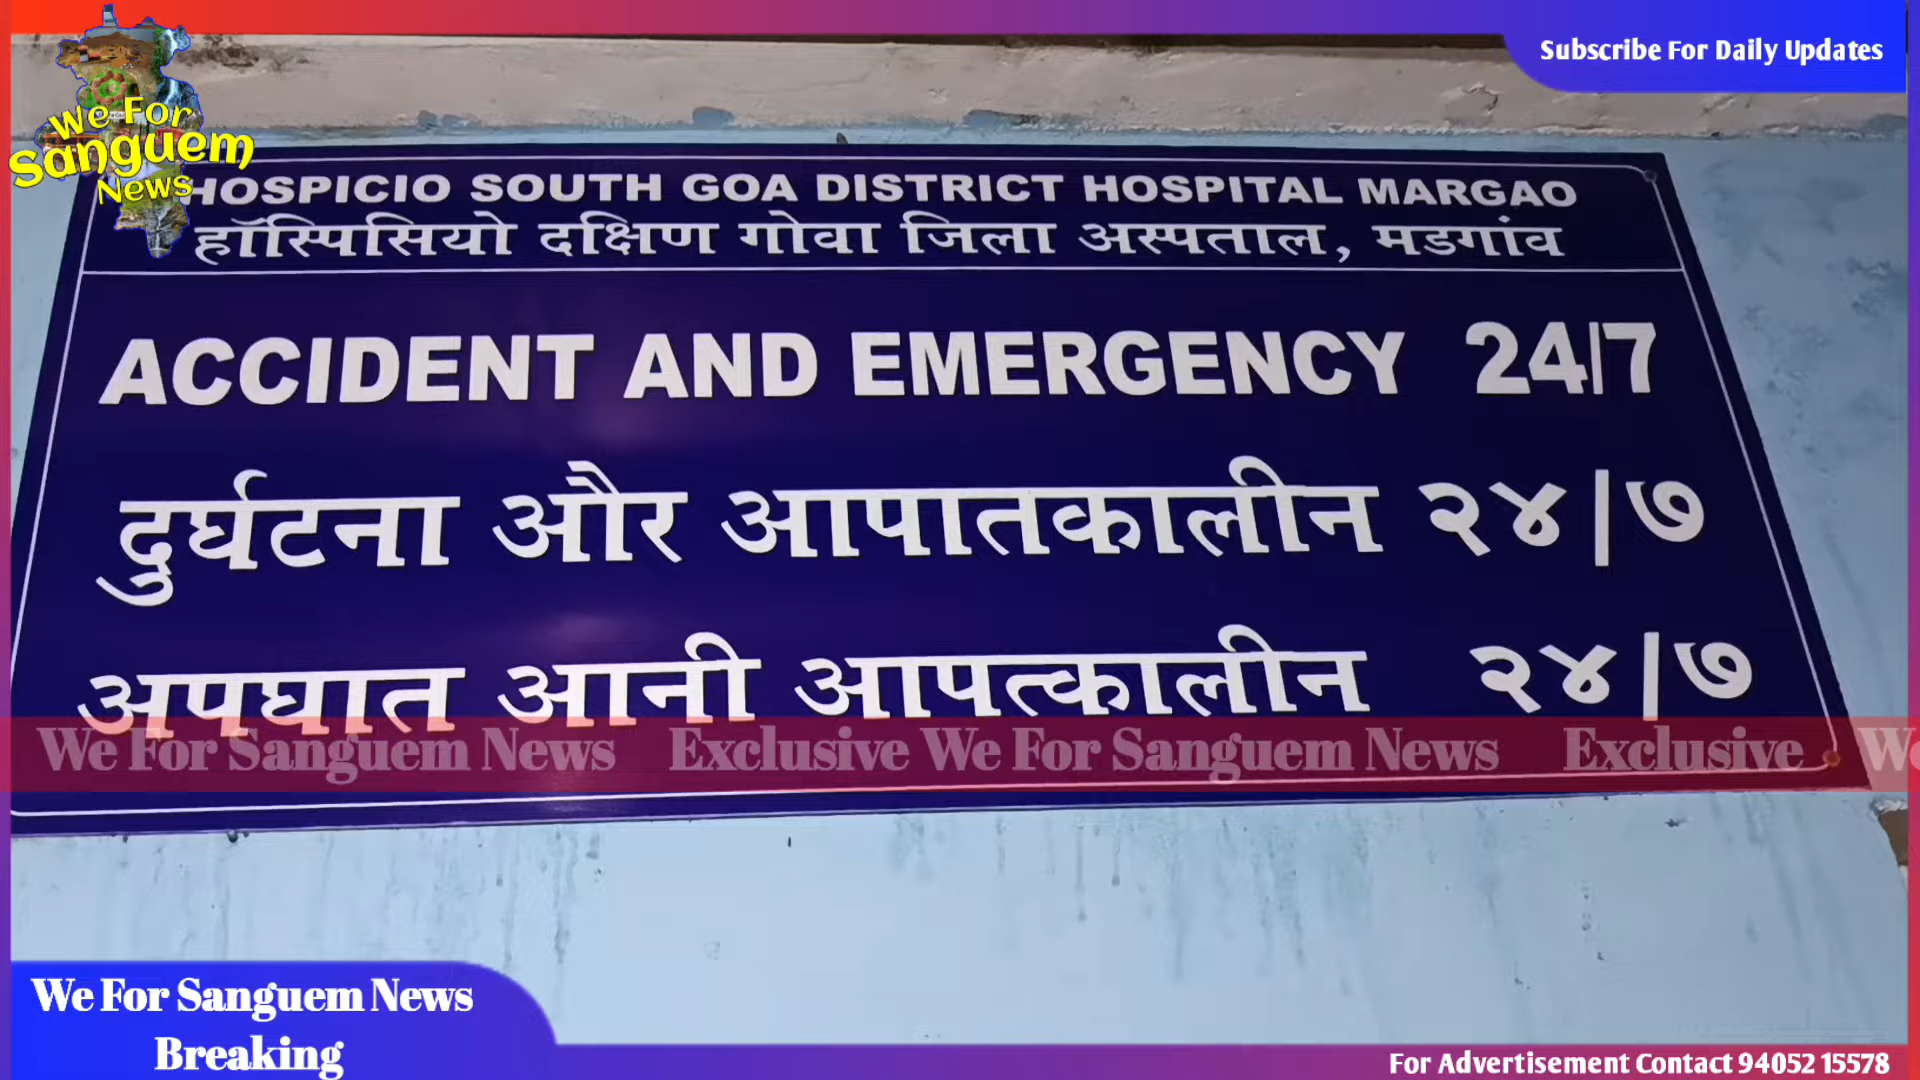 Subscribe For Daily Updates
We For
Sanguem
News
HOSPICIO SOUTH GOA DISTRICT HOSPITAL MARGAO
हॉस्पिसियो दक्षिण गोवा जिला अस्पताल, मडगांव
ACCIDENT AND EMERGENCY 24/7
दुर्घटना और आपातकालीन २४/७
अपघात आनी आपत्कालीन २४/७
We For Sanguem News Exclusive We For Sanguem News Exclusive
We For Sanguem News
Breaking
For Advertisement Contact 94052 15578